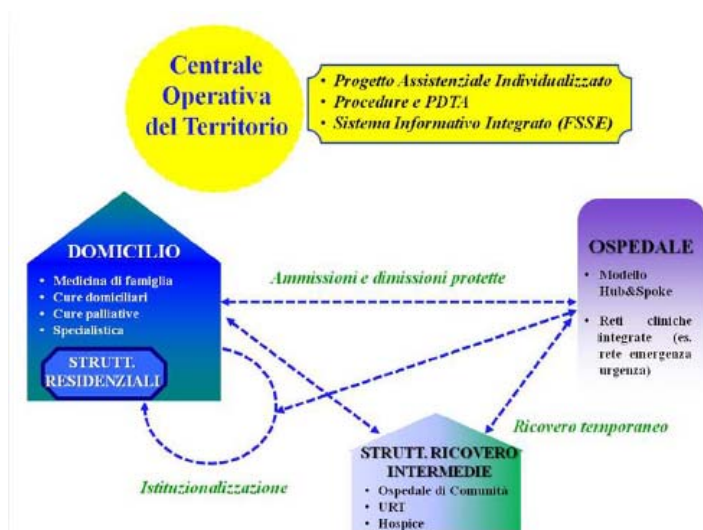 Centrale
Operativa
del Territorio
• Progetto Assistenziale Individualizzato
• Procedure e PDTA
• Sistema Informativo Integrato (FSSE)
DOMICILIO
• Medicina di famiglia
• Cure domiciliari
• Cure palliative
• Specialistica
STRUTT.
RESIDENZIALI
Ammissioni e dimissioni protette
OSPEDALE
• Modello
Hub&Spoke
• Reti cliniche
integrate (es.
rete emergenza
urgenza)
Istituzionalizzazione
Ricovero temporaneo
STRUTT. RICOVERO
INTERMEDIE
• Ospedale di Comunità
• URT
• Hospice